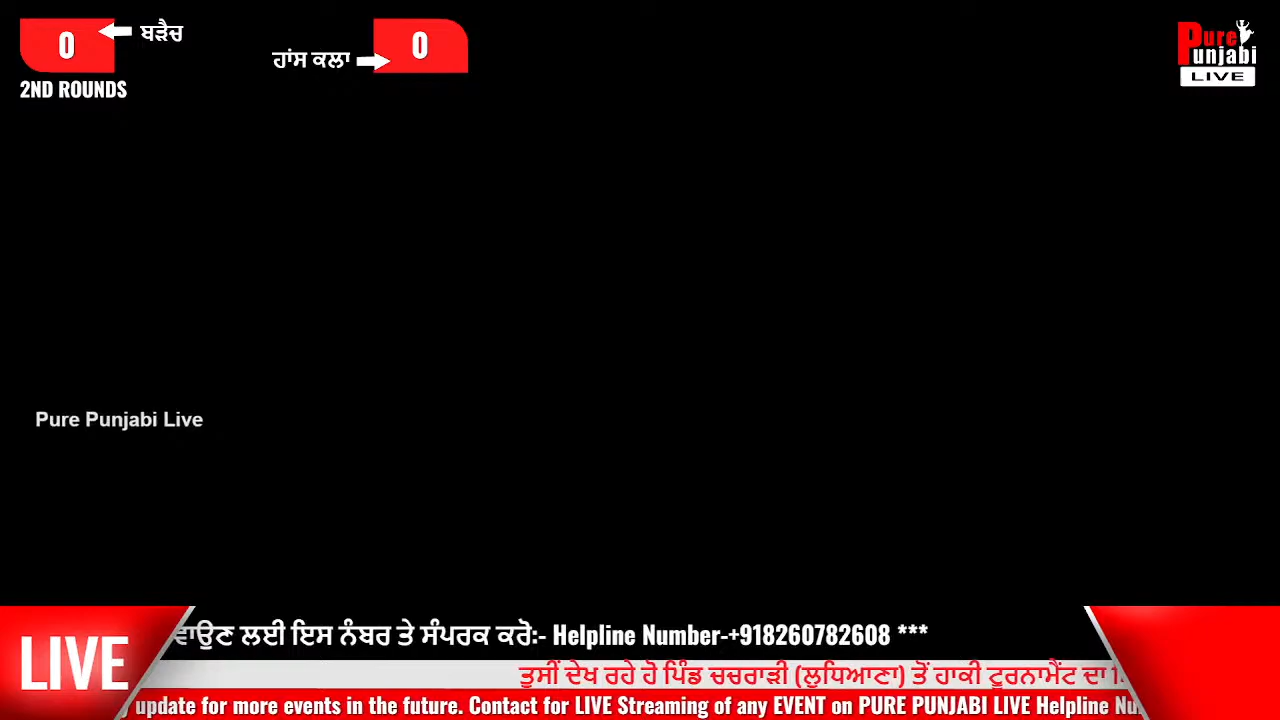 0 ਬੜੈਚ
ਹਾਂਸ ਕਲਾ 0
2ND ROUNDS
Pure
Punjabi
LIVE
Pure Punjabi Live
LIVE
ਲਈ ਇਸ ਨੰਬਰ ਤੇ ਸੰਪਰਕ ਕਰੋ:- Helpline Number-+918260782608 ***
ਤੁਸੀਂ ਦੇਖ ਰਹੇ ਹੋ ਪਿੰਡ ਚਚਰਾੜੀ (ਲੁਧਿਆਣਾ) ਤੋਂ ਹਾਕੀ ਟੂਰਨਾਮੈਂਟ ਦਾ
update for more events in the future. Contact for LIVE Streaming of any EVENT on PURE PUNJABI LIVE Helpline